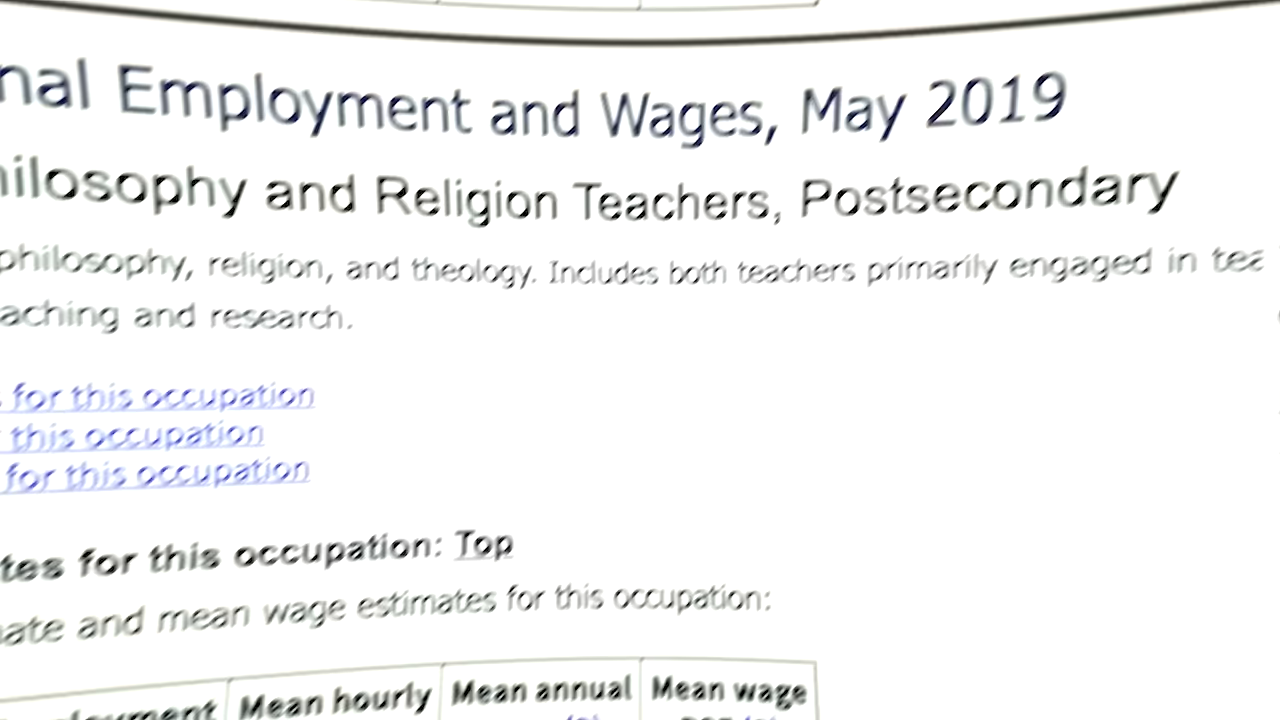 nal Employment and Wages, May 2019
hilosophy and Religion Teachers, Postsecondary
philosophy, religion, and theology. Includes both teachers primarily engaged in tea
aching and research.
for this occupation
this occupation
for this occupation
tes for this occupation: Top
nate and mean wage estimates for this occupation:
loyment Mean hourly Mean annual Mean wage